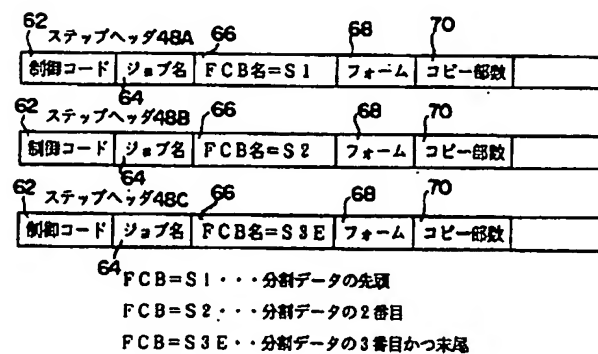 62 ステップヘッダ48A 66 68 70
制御コード ジョブ名 FCB名=S1 フォーム コピー部数
64
62 ステップヘッダ48B 66 68 70
制御コード ジョブ名 FCB名=S2 フォーム コピー部数
64
62 ステップヘッダ48C 66 68 70
制御コード ジョブ名 FCB名=S3E フォーム コピー部数
64
FCB=S1・・・分割データの先頭
FCB=S2・・・分割データの2番目
FCB=S3E・・分割データの3番目かつ末尾